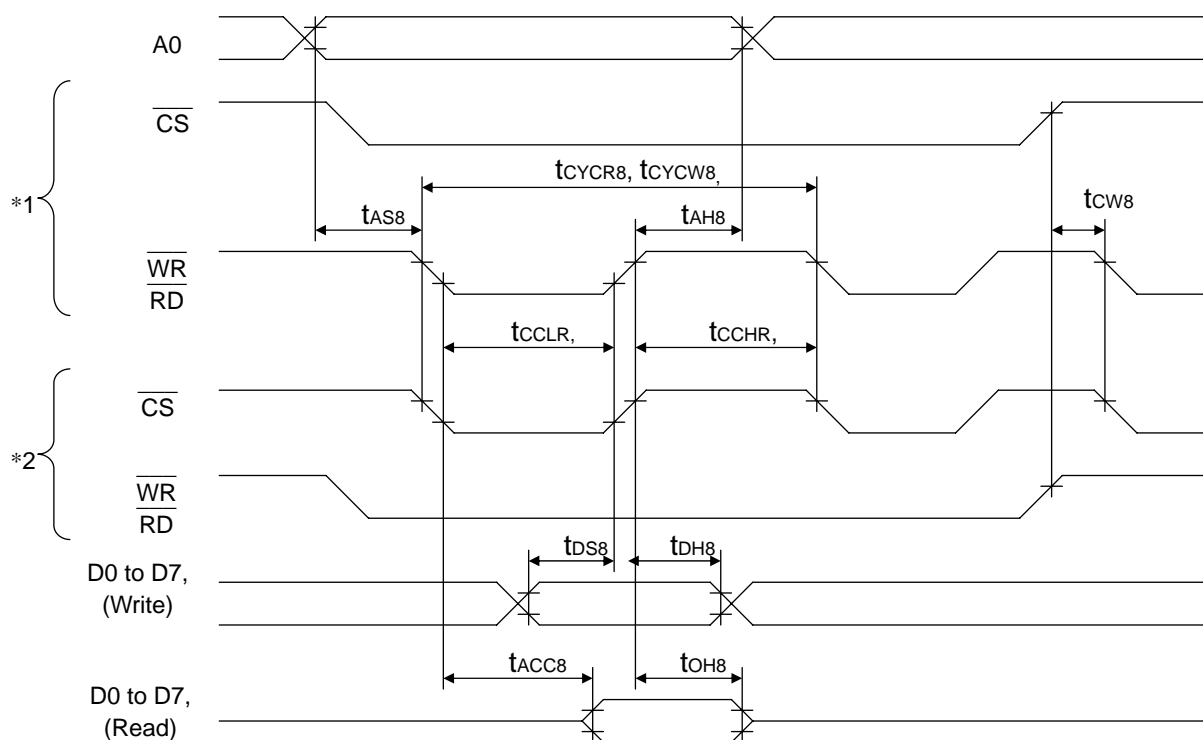 A0
CS
tCYCR8, tCYCW8,
tCW8
*1
tAS8
tAH8
WR
RD
tCCLR,
tCCHR,
CS
*2
WR
RD
tDS8
tDH8
D0 to D7,
(Write)
tACC8
tOH8
D0 to D7,
(Read)